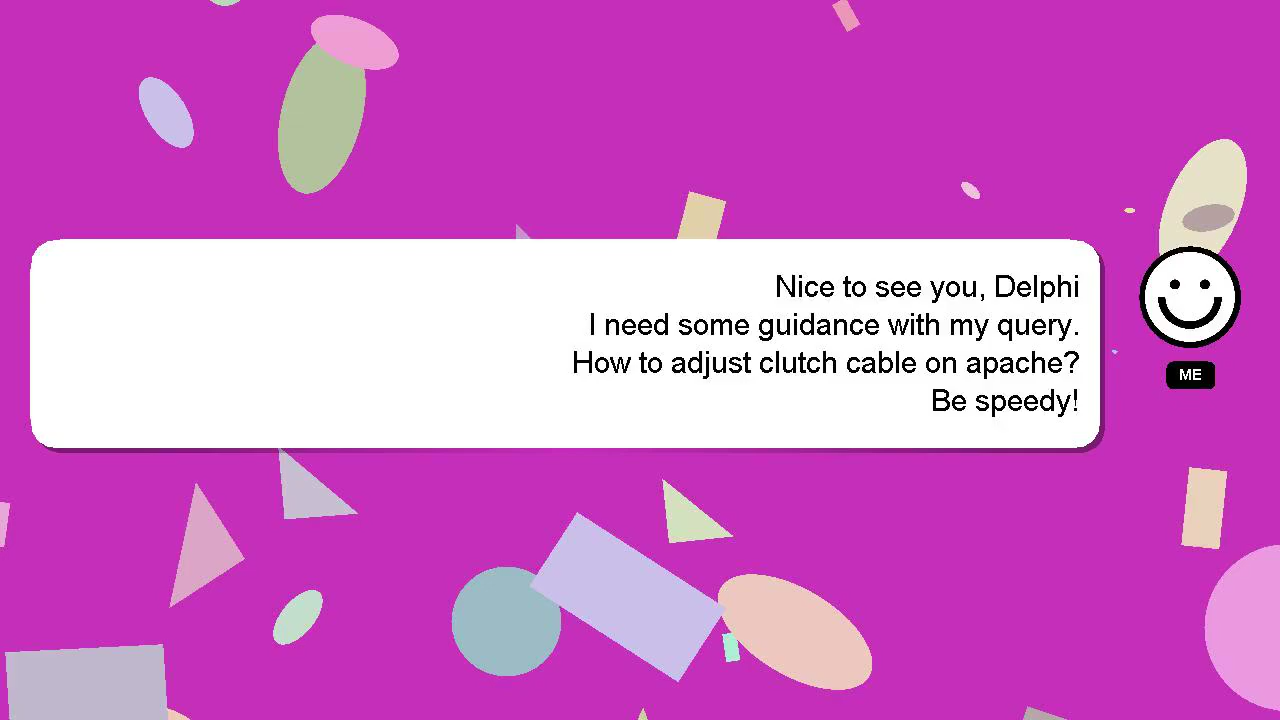 Nice to see you, Delphi
I need some guidance with my query.
How to adjust clutch cable on apache?
Be speedy!
ME